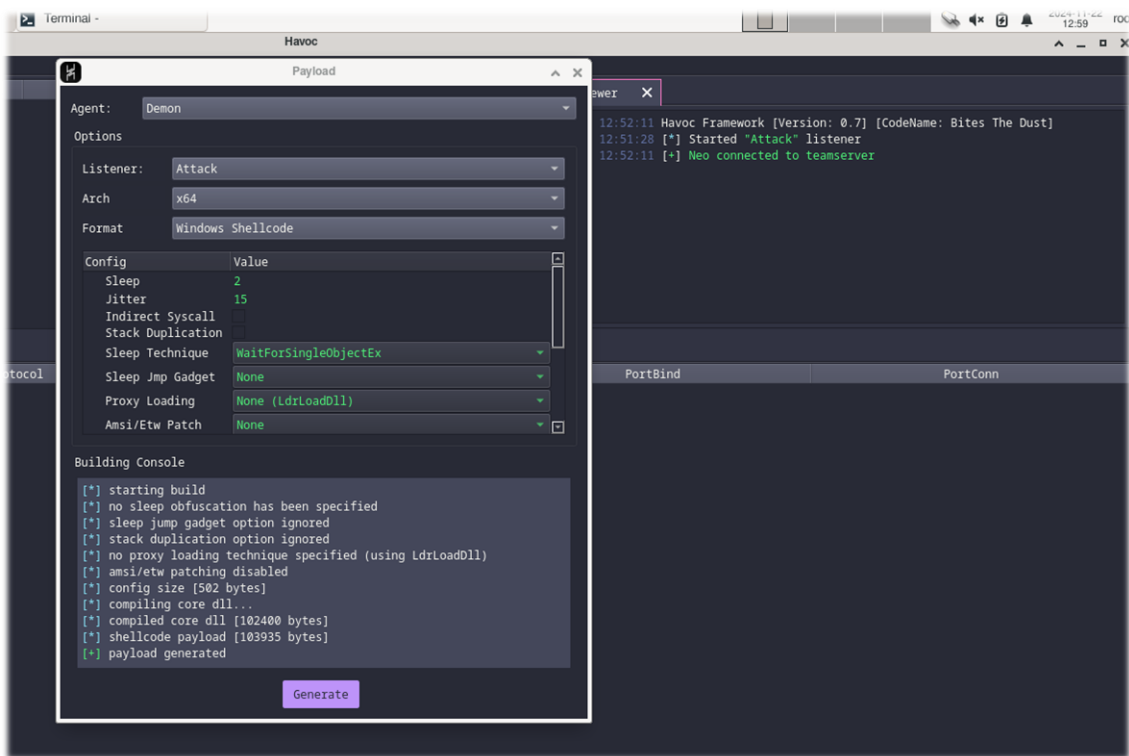 Terminal -
12:59
Havoc
Payload
Agent: Demon
Options
Listener: Attack
Arch x64
Format Windows Shellcode
Config Value
Sleep 2
Jitter 15
Indirect Syscall
Stack Duplication
Sleep Technique WaitForSingleObjectEx
Sleep Jmp Gadget None
Proxy Loading None (LdrLoadDll)
Amsi/Etw Patch None
Building Console
[*] starting build
[*] no sleep obfuscation has been specified
[*] sleep jump gadget option ignored
[*] stack duplication option ignored
[*] no proxy loading technique specified (using LdrLoadDll)
[*] amsi/etw patching disabled
[*] config size [502 bytes]
[*] compiling core dll...
[*] compiled core dll [102400 bytes]
[*] shellcode payload [103935 bytes]
[+] payload generated
Generate
ewer
12:52:11 Havoc Framework [Version: 0.7] [CodeName: Bites The Dust]
12:51:28 [*] Started "Attack" listener
12:52:11 [+] Neo connected to teamserver
otocol PortBind PortConn